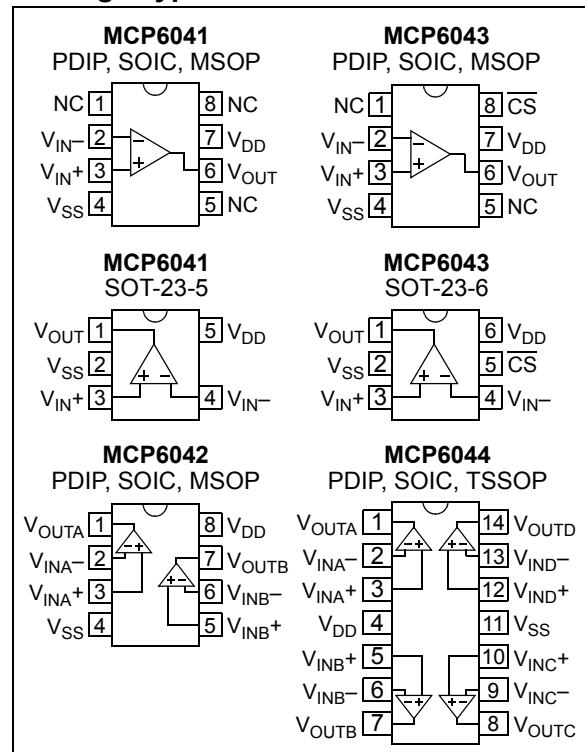 MCP6041
PDIP, SOIC, MSOP
NC 1
8 NC
VIN– 2
7 VDD
VIN+ 3
6 VOUT
VSS 4
5 NC
MCP6043
PDIP, SOIC, MSOP
NC 1
8 CS
VIN– 2
7 VDD
VIN+ 3
6 VOUT
VSS 4
5 NC
MCP6041
SOT-23-5
VOUT 1
5 VDD
VSS 2
VIN+ 3
4 VIN–
MCP6043
SOT-23-6
VOUT 1
6 VDD
VSS 2
5 CS
VIN+ 3
4 VIN–
MCP6042
PDIP, SOIC, MSOP
VOUTA 1
8 VDD
VINA– 2
7 VOUTB
VINA+ 3
6 VINB–
VSS 4
5 VINB+
MCP6044
PDIP, SOIC, TSSOP
VOUTA 1
14 VOUTD
VINA– 2
13 VIND–
VINA+ 3
12 VIND+
VDD 4
11 VSS
VINB+ 5
10 VINC+
VINB– 6
9 VINC–
VOUTB 7
8 VOUTC